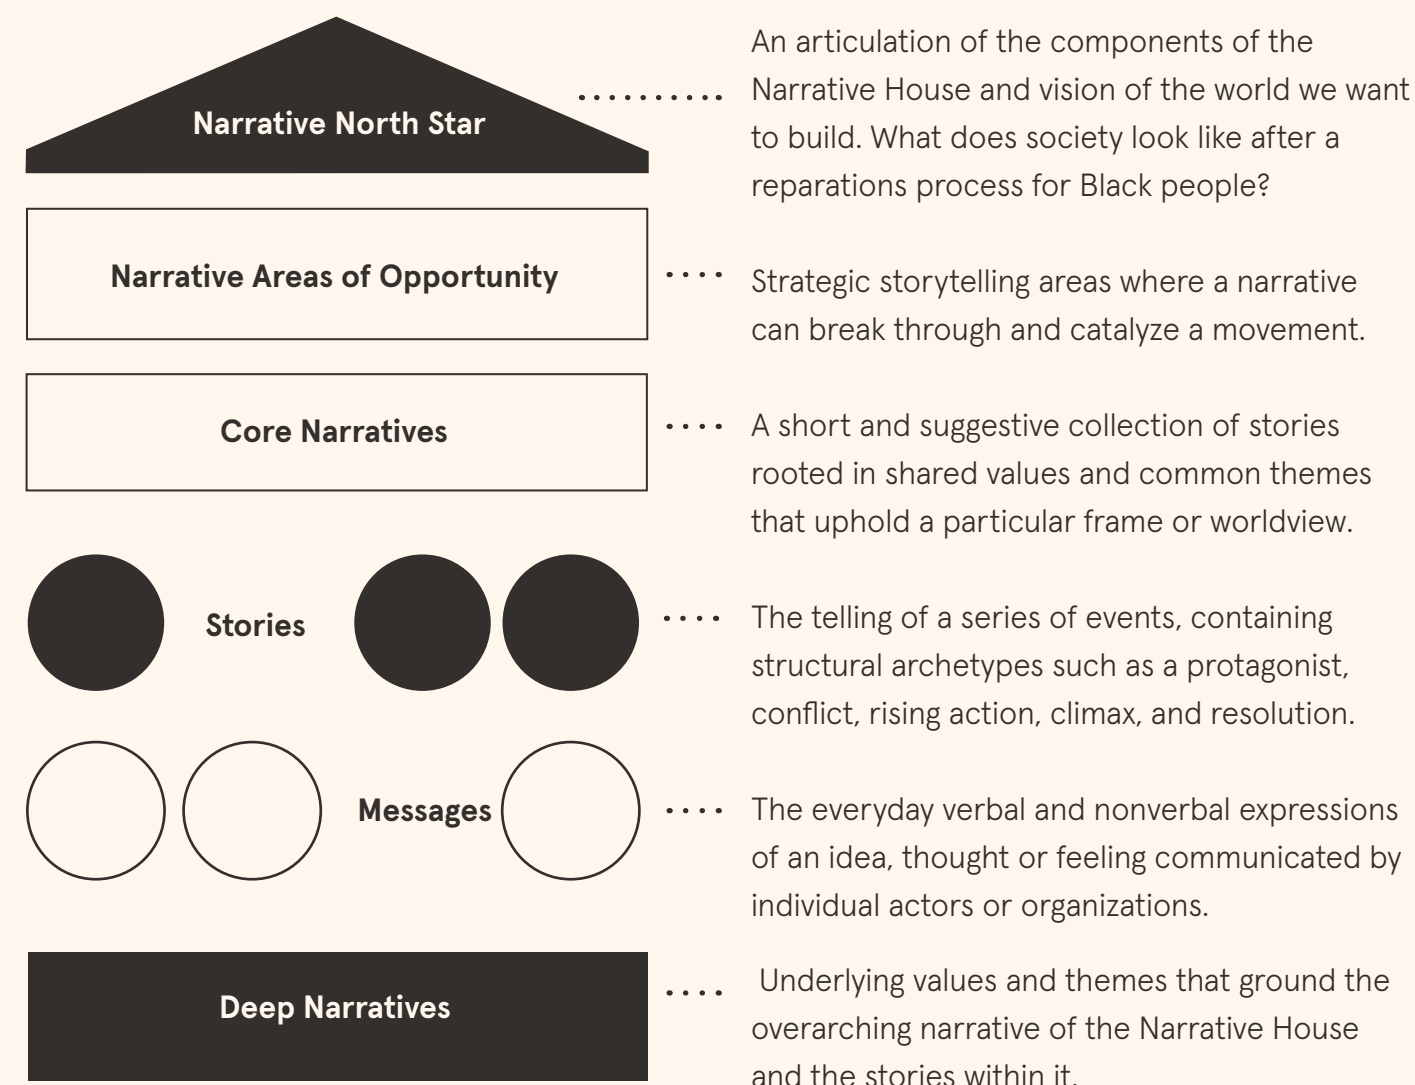 Narrative North Star
An articulation of the components of the
Narrative House and vision of the world we want
to build. What does society look like after a
reparations process for Black people?
Narrative Areas of Opportunity
Strategic storytelling areas where a narrative
can break through and catalyze a movement.
Core Narratives
A short and suggestive collection of stories
rooted in shared values and common themes
that uphold a particular frame or worldview.
Stories
The telling of a series of events, containing
structural archetypes such as a protagonist,
conflict, rising action, climax, and resolution.
Messages
The everyday verbal and nonverbal expressions
of an idea, thought or feeling communicated by
individual actors or organizations.
Deep Narratives
Underlying values and themes that ground the
overarching narrative of the Narrative House
and the stories within it.